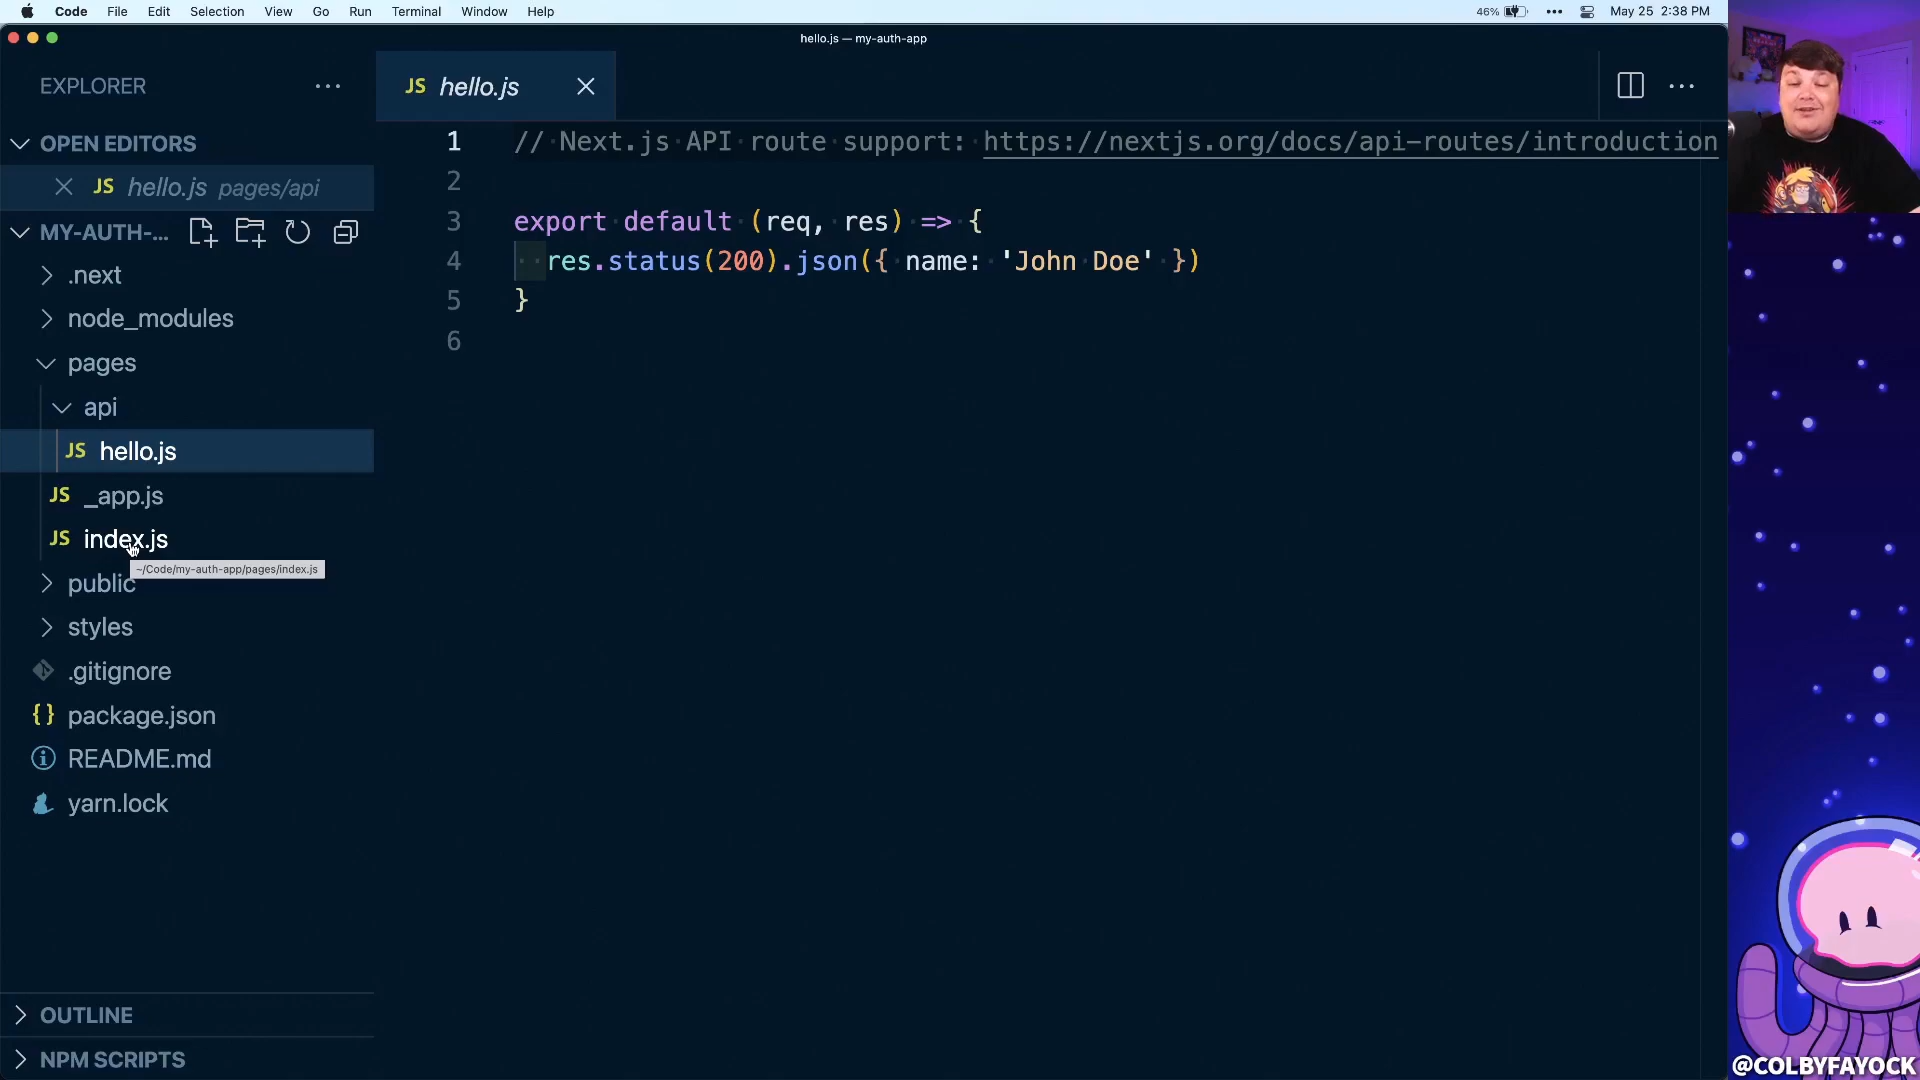 Code File Edit Selection View Go Run Terminal Window Help 46% May 25 2:38 PM
hello.js — my-auth-app
EXPLORER
JS hello.js
OPEN EDITORS
JS hello.js pages/api
MY-AUTH-...
.next
node_modules
pages
api
JS hello.js
JS _app.js
JS index.js
~/Code/my-auth-app/pages/index.js
public
styles
.gitignore
{} package.json
README.md
yarn.lock
OUTLINE
NPM SCRIPTS
1 // Next.js API route support: https://nextjs.org/docs/api-routes/introduction
2
3 export default (req, res) => {
4 res.status(200).json({ name: 'John Doe' })
5 }
6
@COLBYFAYOCK